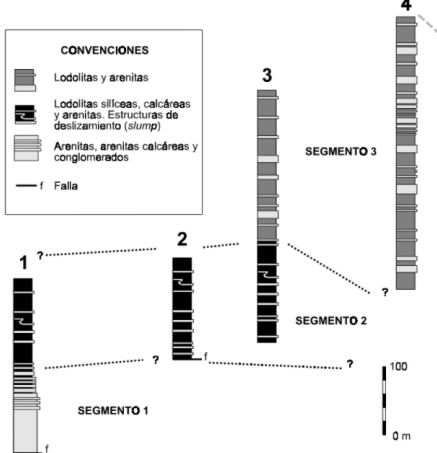 4
CONVENCIONES
Lodolitas y arenitas
Lodolitas silíceas, calcáreas
y arenitas. Estructuras de
deslizamiento (slump)
Arenitas, arenitas calcáreas y
conglomerados
f Falla
3
SEGMENTO 3
?
1
2
?
SEGMENTO 2
?
f
?
100
SEGMENTO 1
0 m
f